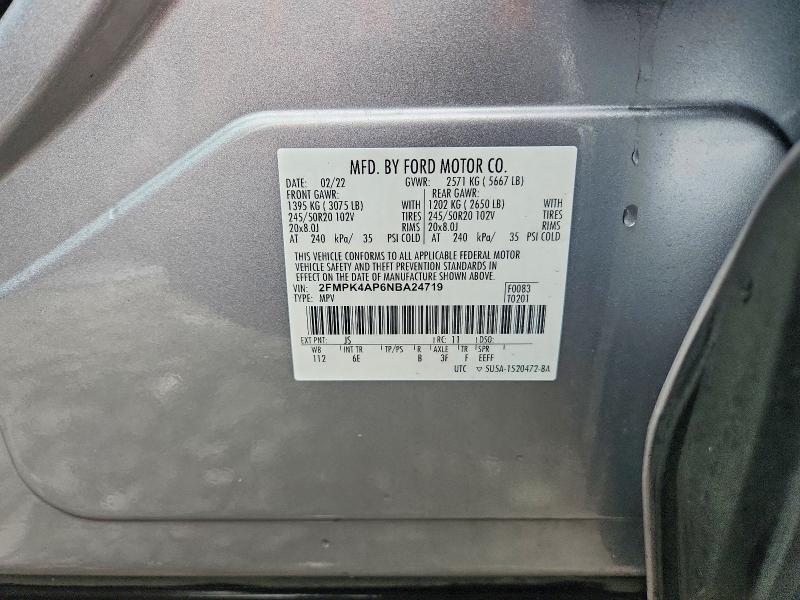 MFD. BY FORD MOTOR CO.
DATE: 02/22 GVWR: 2571 KG ( 5667 LB)
FRONT GAWR: REAR GAWR:
1395 KG ( 3075 LB) WITH 1202 KG ( 2650 LB) WITH
245/50R20 102V TIRES 245/50R20 102V TIRES
20x8.0J RIMS 20x8.0J RIMS
AT 240 kPa/ 35 PSI COLD AT 240 kPa/ 35 PSI COLD
THIS VEHICLE CONFORMS TO ALL APPLICABLE FEDERAL MOTOR
VEHICLE SAFETY AND THEFT PREVENTION STANDARDS IN
EFFECT ON THE DATE OF MANUFACTURE SHOWN ABOVE.
VIN: 2FMPK4AP6NBA24719 F0083
TYPE: MPV T0201
EXT PNT: JS RC: 11 DSO:
WB INT TR TP/PS R AXLE TR SPR
112 6E B 3F F EEFF
UTC ▽ SU5A-1520472-BA